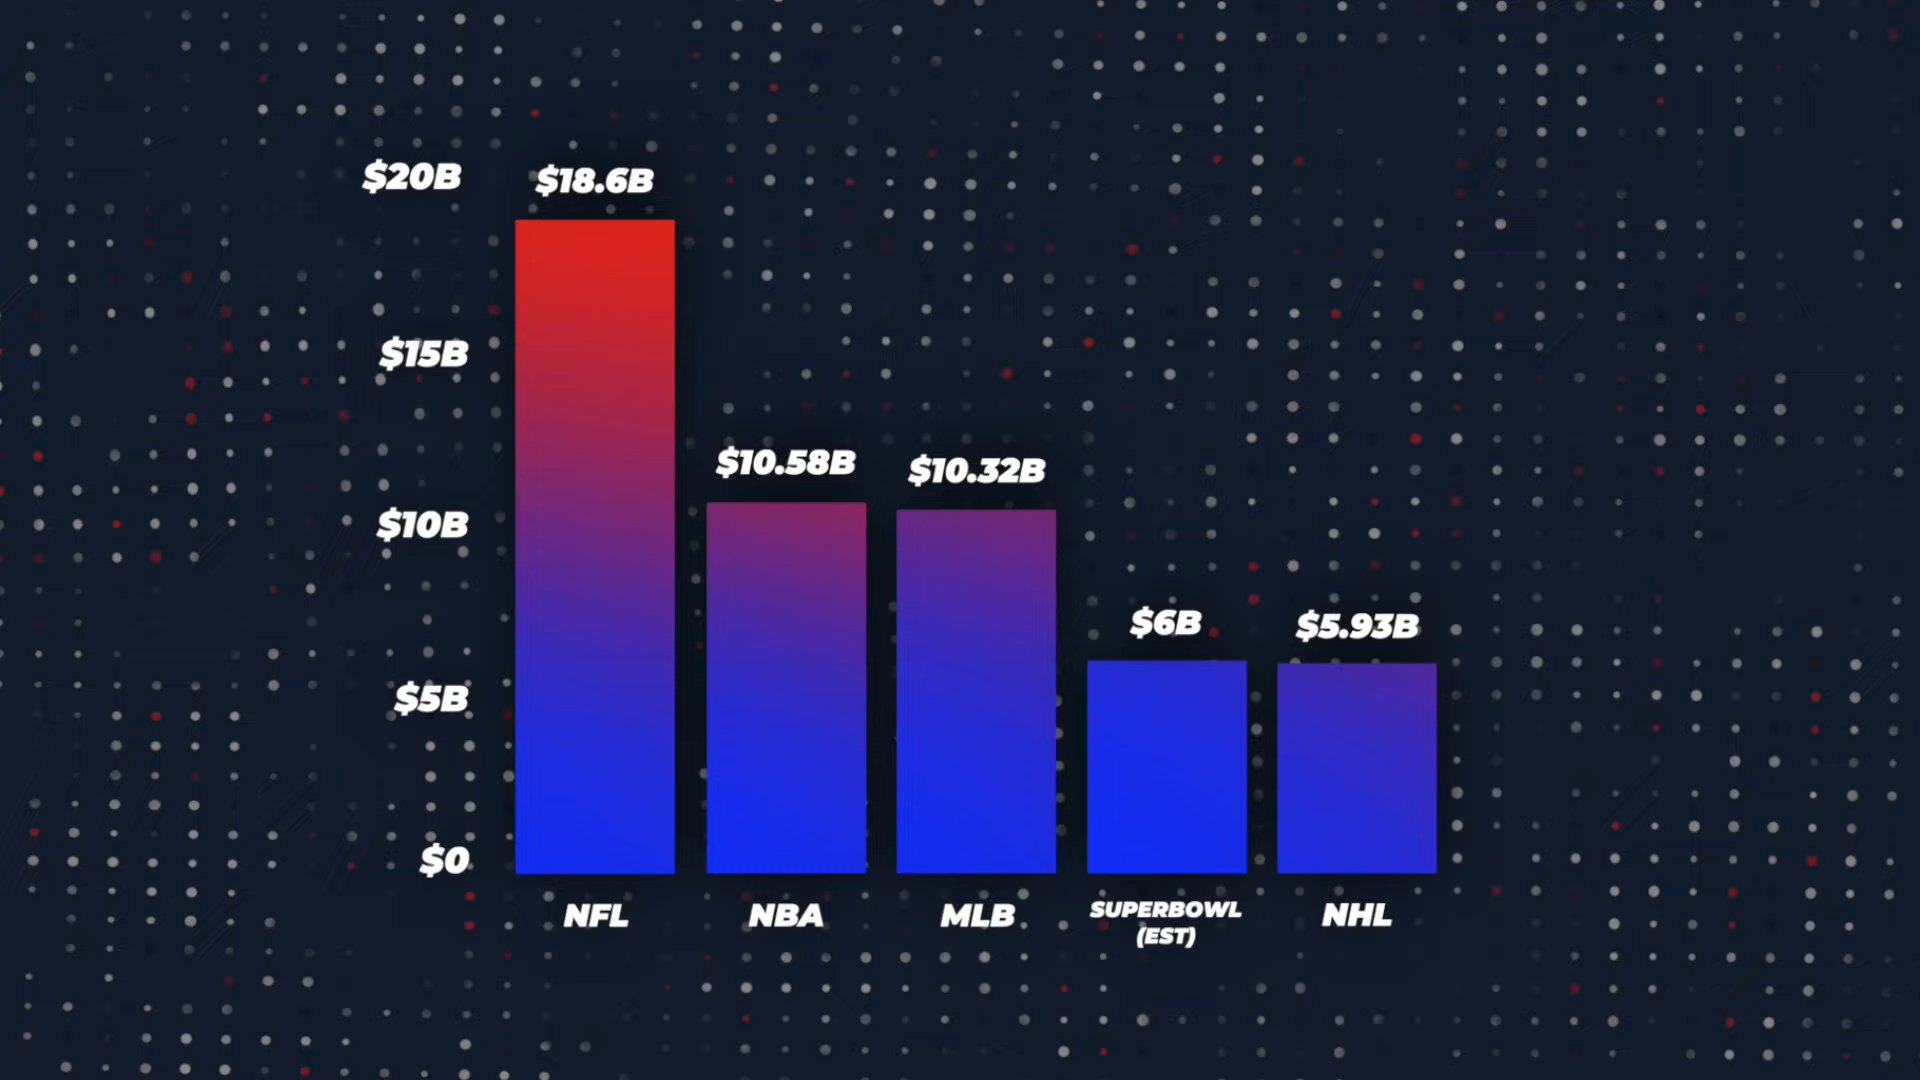 $20B
$18.6B
$15B
$10.58B
$10.32B
$10B
$6B
$5.93B
$5B
$0
NFL
NBA
MLB
SUPERBOWL
(EST)
NHL